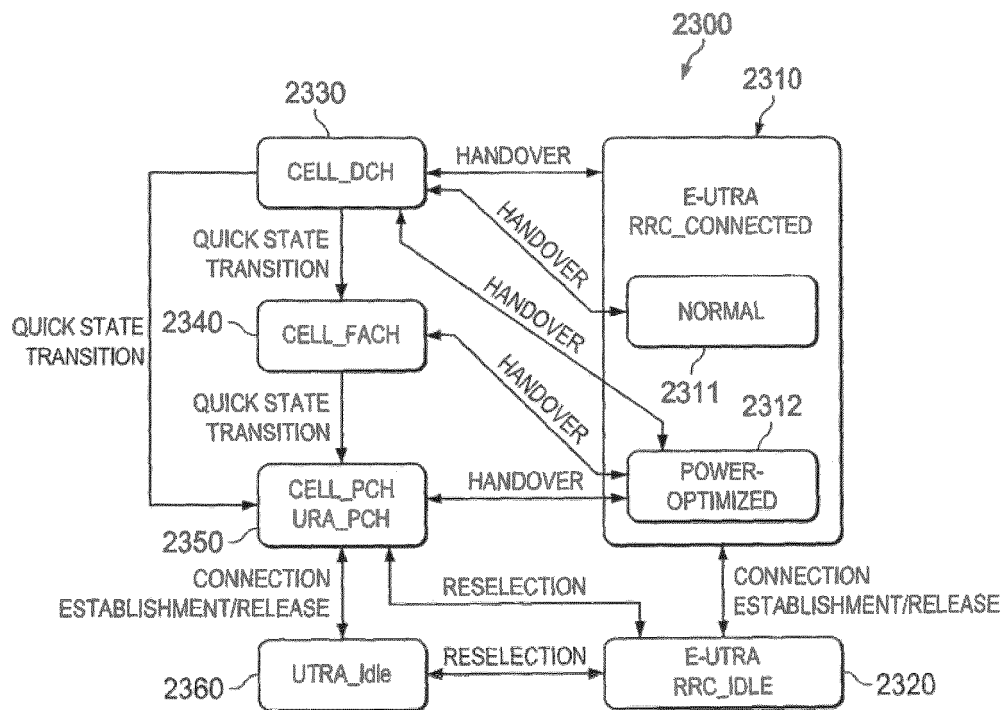 2300
2330
2310
CELL_DCH
HANDOVER
E-UTRA
RRC_CONNECTED
HANDOVER
QUICK STATE
TRANSITION
HANDOVER
NORMAL
QUICK STATE
TRANSITION
2340
CELL_FACH
2311
HANDOVER
2312
QUICK STATE
TRANSITION
CELL_PCH
URA_PCH
HANDOVER
POWER-
OPTIMIZED
2350
CONNECTION
ESTABLISHMENT/RELEASE
RESELECTION
CONNECTION
ESTABLISHMENT/RELEASE
UTRA_Idle
RESELECTION
E-UTRA
RRC_IDLE
2360
2320